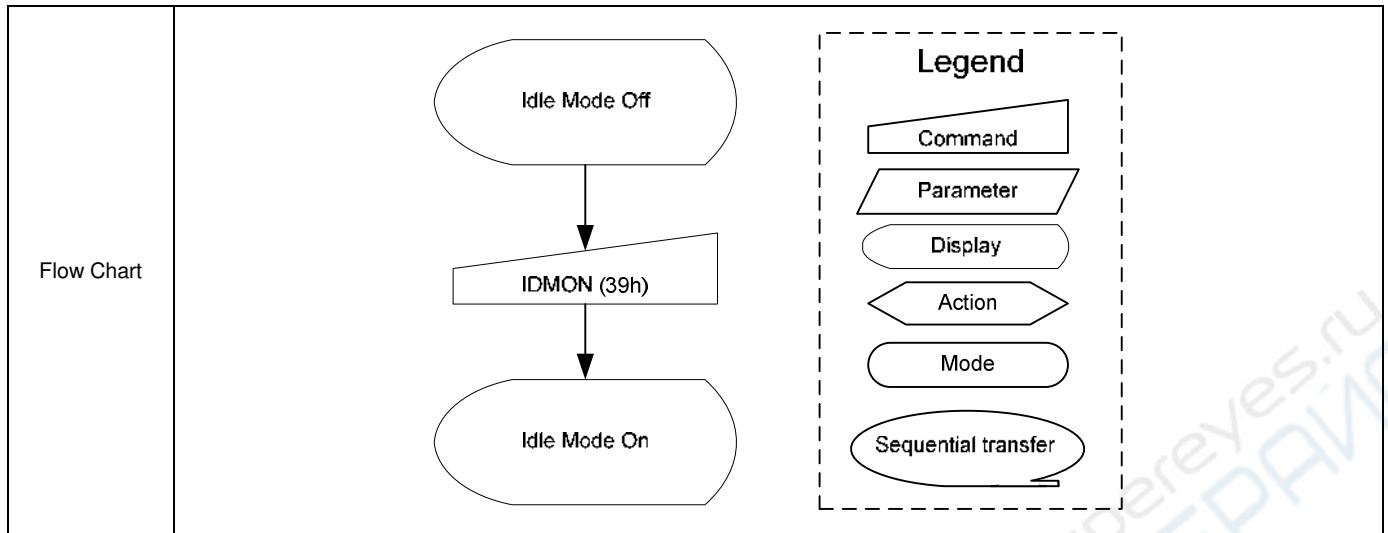 Flow Chart
Idle Mode Off
IDMON (39h)
Idle Mode On
Legend
Command
Parameter
Display
Action
Mode
Sequential transfer